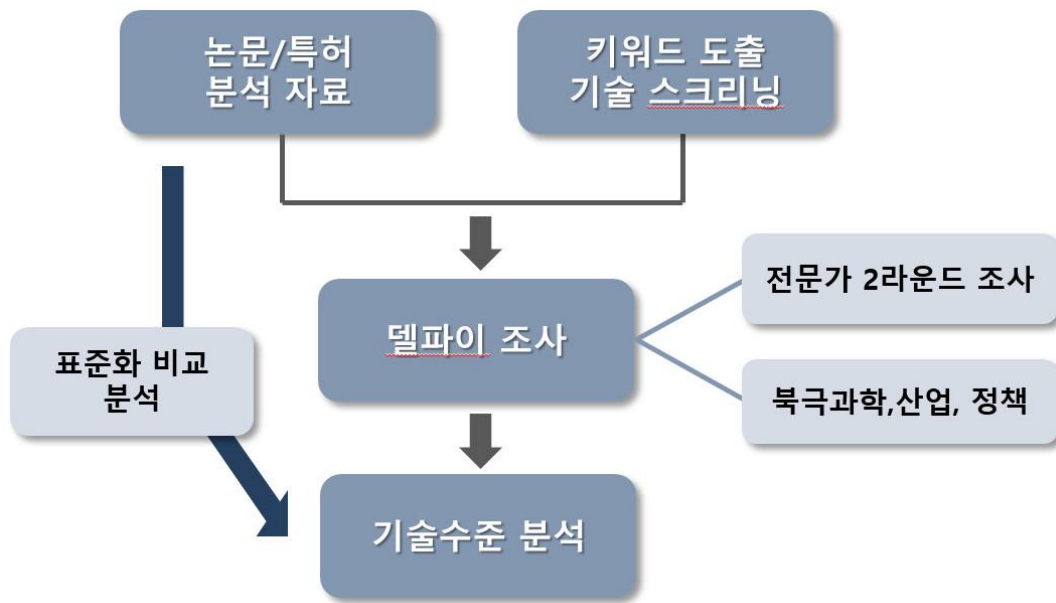 논문/특허
분석 자료
키워드 도출
기술 스크리닝
전문가 2라운드 조사
델파이 조사
표준화 비교
분석
북극과학,산업, 정책
기술수준 분석